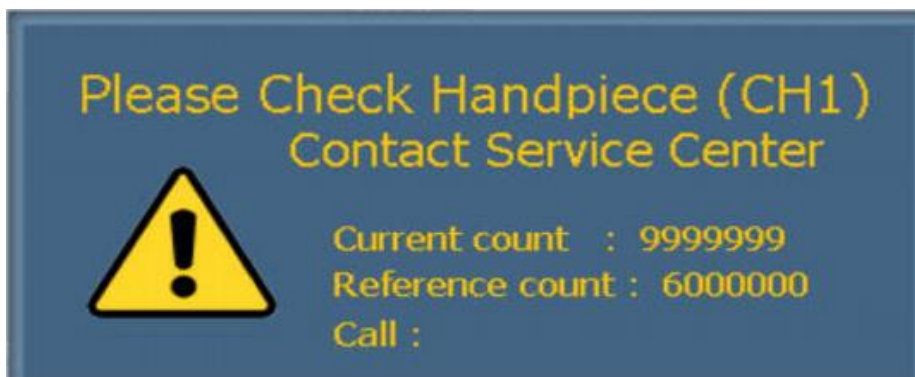 Please Check Handpiece (CH1)
Contact Service Center
Current count : 9999999
Reference count : 6000000
Call :